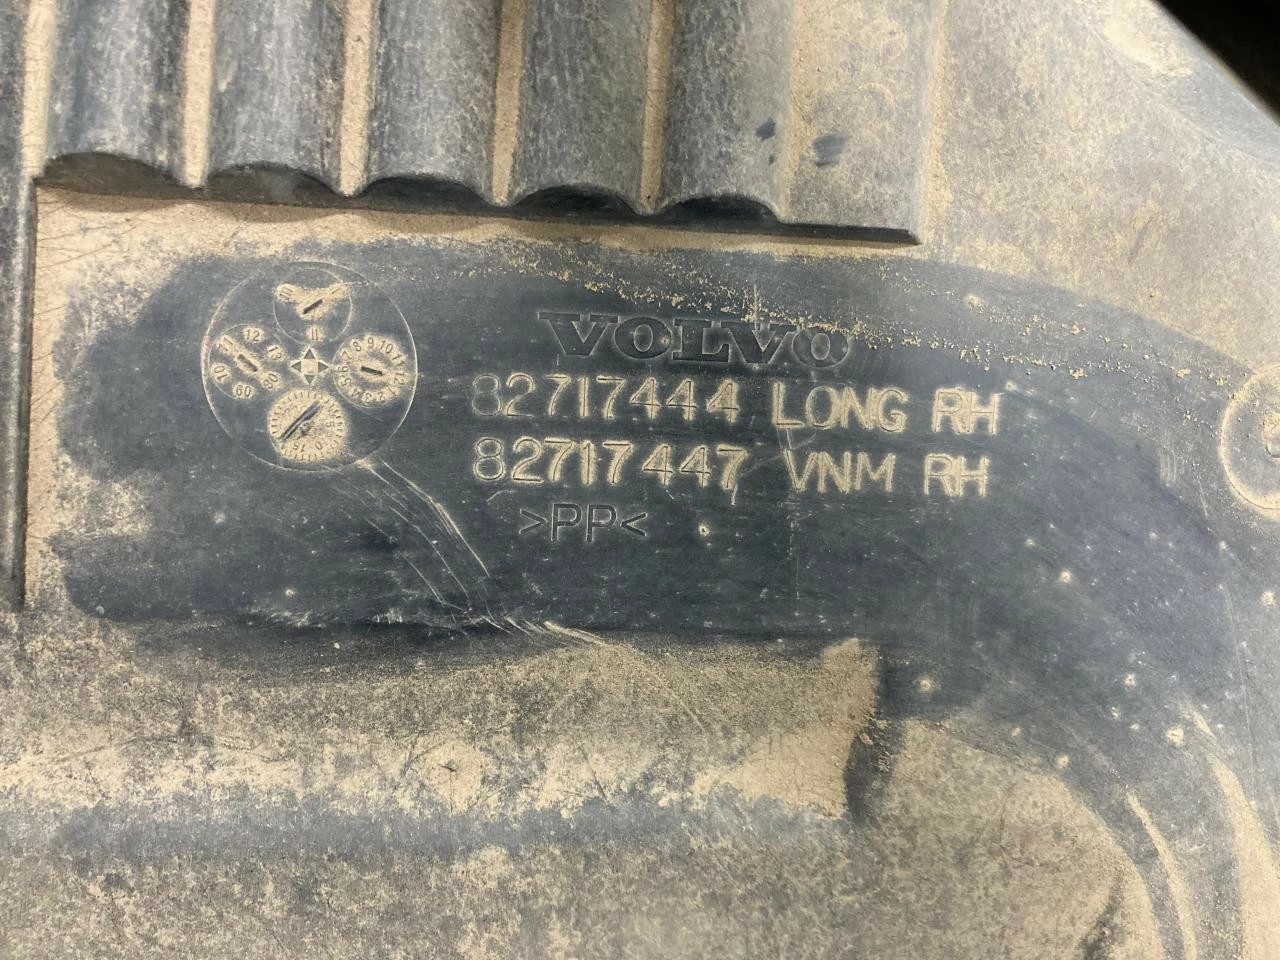 VOLVO
82717444 LONG RH
82717447 VNM RH
>PP<